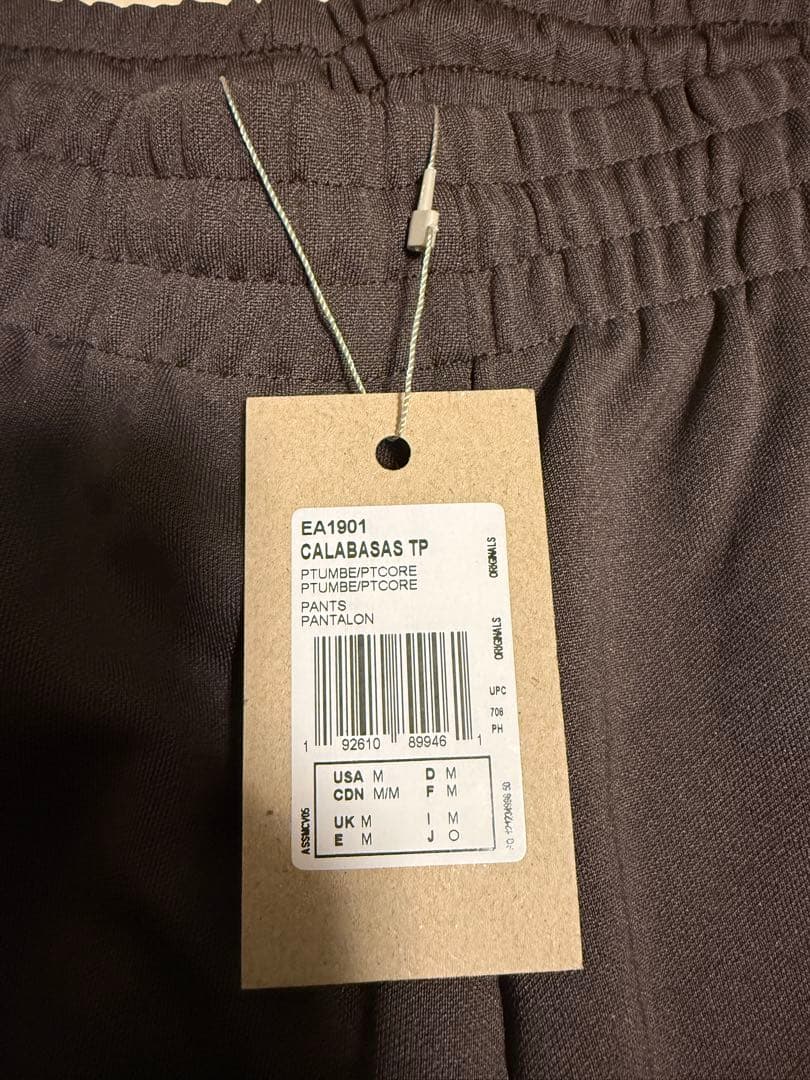 EA1901
CALABASAS TP
PTUMBE/PTCORE
PTUMBE/PTCORE
PANTS
PANTALON
1 92610 89946 1
USA M D M
CDN M/M F M
UK M I M
E M J O
ORIGINALS
ORIGINALS
UPC
706
PH
ASSMCV05